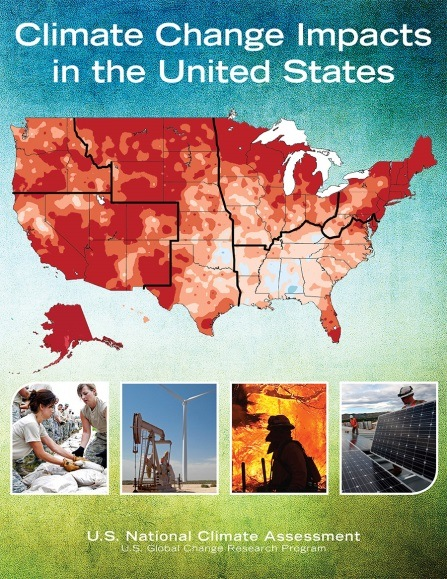 Climate Change Impacts
in the United States
U.S. National Climate Assessment
U.S. Global Change Research Program